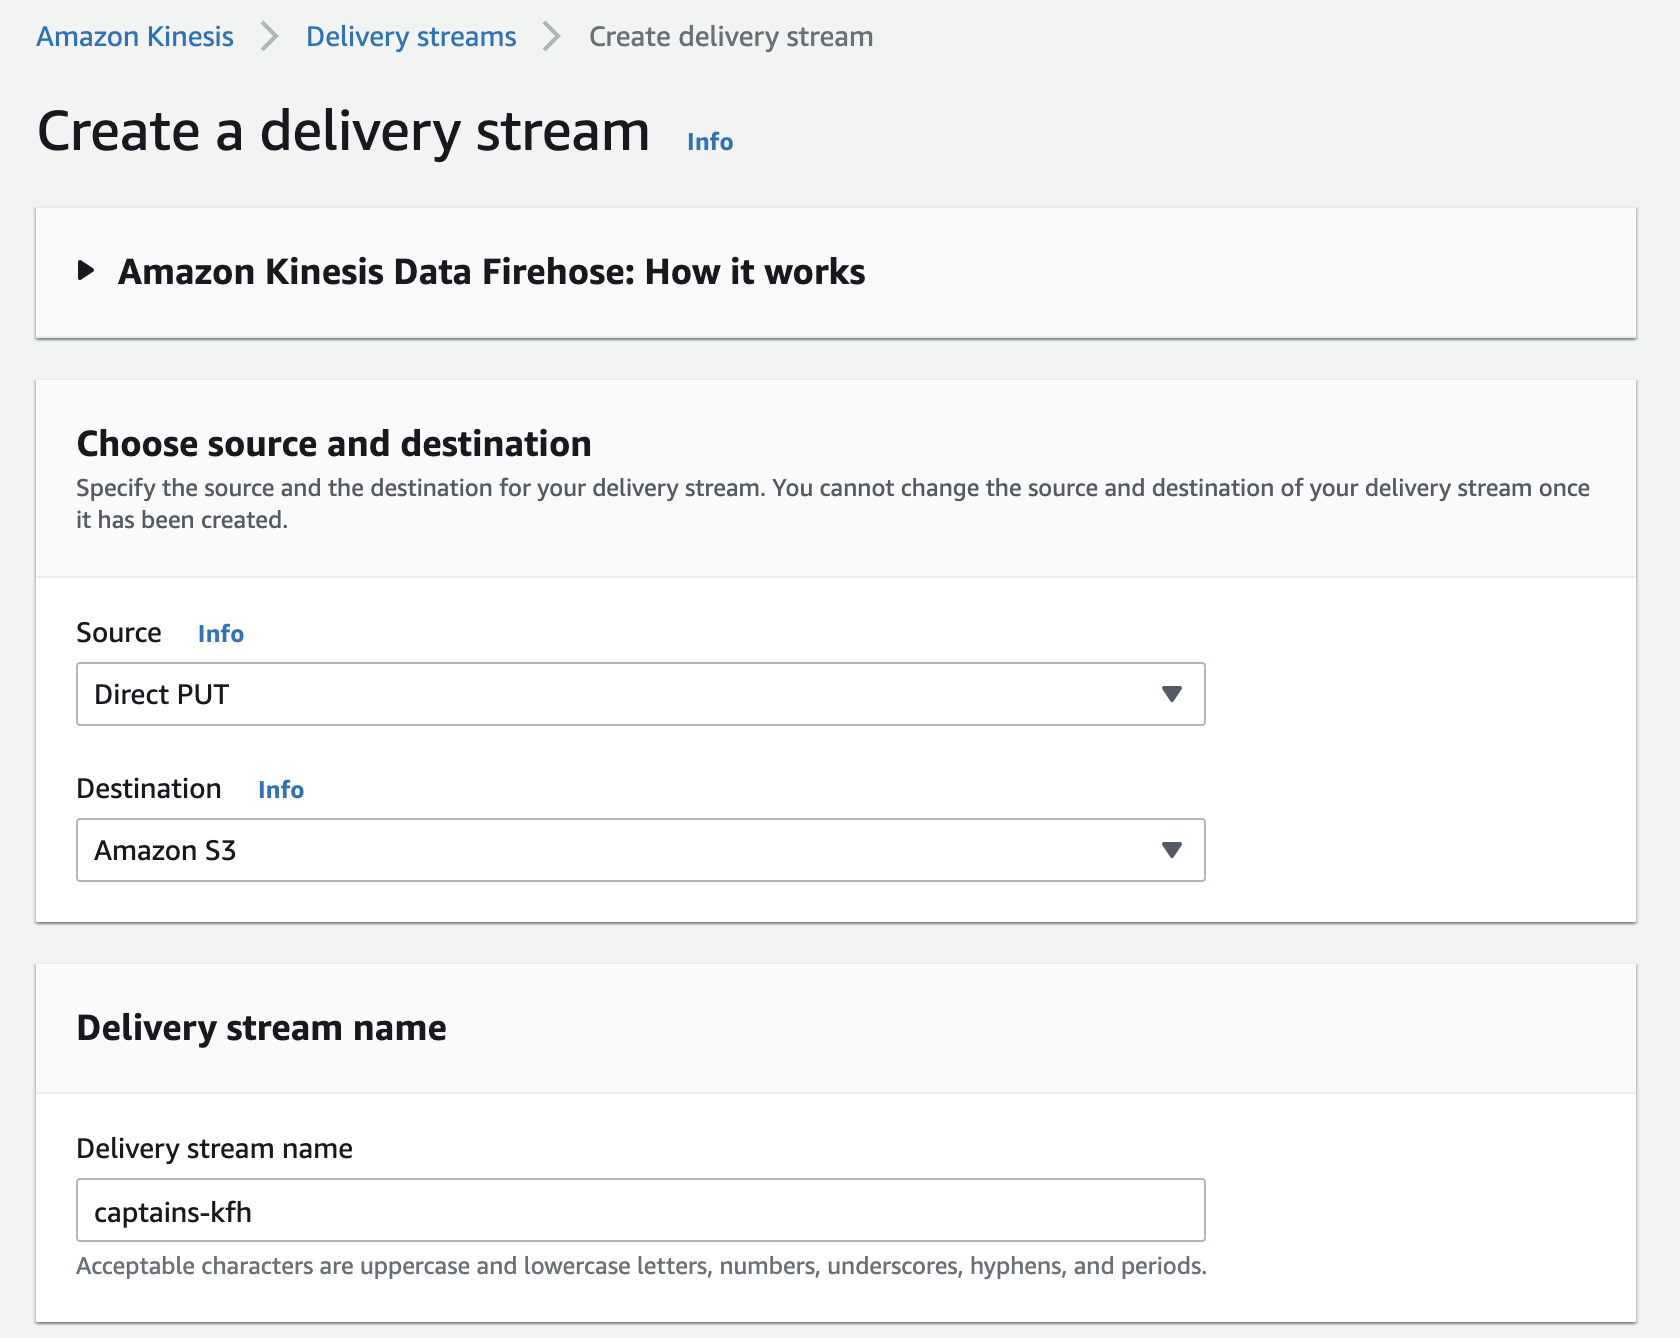 Amazon Kinesis > Delivery streams > Create delivery stream
Create a delivery stream Info
Amazon Kinesis Data Firehose: How it works
Choose source and destination
Specify the source and the destination for your delivery stream. You cannot change the source and destination of your delivery stream once
it has been created.
Source Info
Direct PUT
Destination Info
Amazon S3
Delivery stream name
Delivery stream name
captains-kfh
Acceptable characters are uppercase and lowercase letters, numbers, underscores, hyphens, and periods.